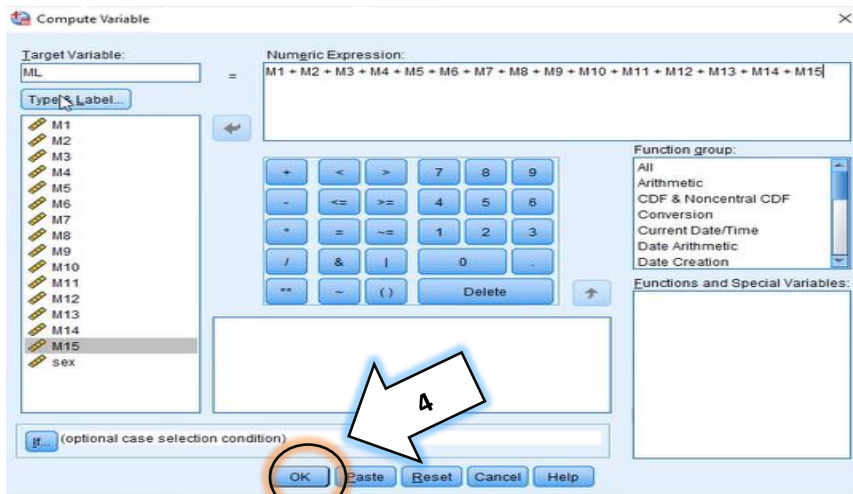 Compute Variable
Target Variable:
ML
=
Numeric Expression:
M1 + M2 + M3 + M4 + M5 + M6 + M7 + M8 + M9 + M10 + M11 + M12 + M13 + M14 + M15
Type & Label...
M1
M2
M3
M4
M5
M6
M7
M8
M9
M10
M11
M12
M13
M14
M15
sex
+ < > 7 8 9
- <= >= 4 5 6
* = ~= 1 2 3
/ & | 0 .
** ~ ( ) Delete
Function group:
All
Arithmetic
CDF & Noncentral CDF
Conversion
Current Date/Time
Date Arithmetic
Date Creation
Functions and Special Variables:
4
If... (optional case selection condition)
OK Paste Reset Cancel Help